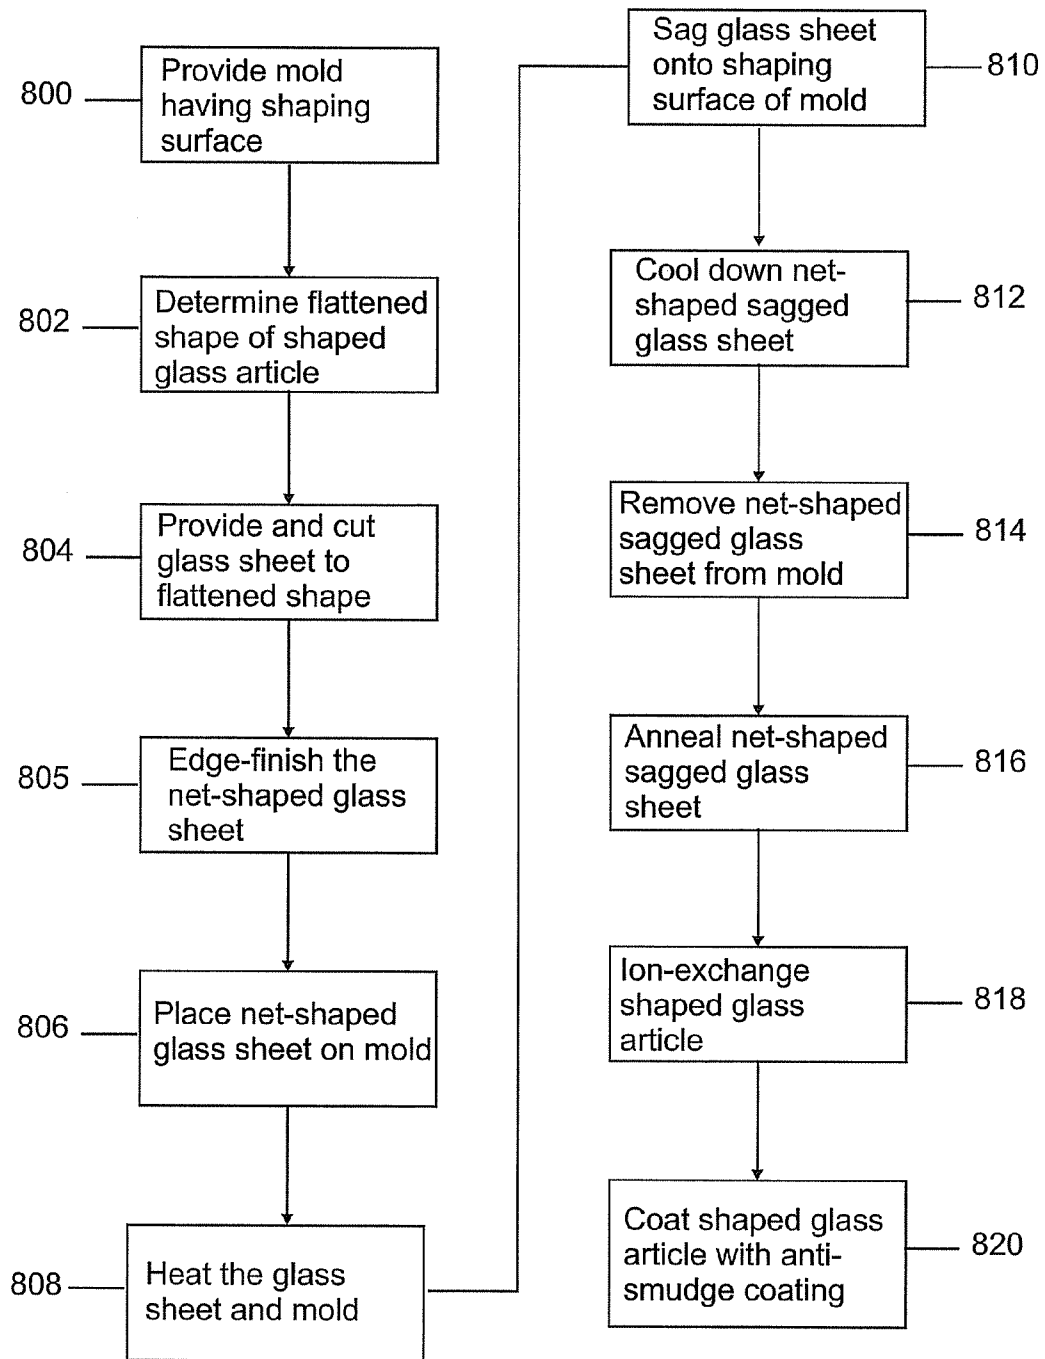 800
Provide mold
having shaping
surface
802
Determine flattened
shape of shaped
glass article
804
Provide and cut
glass sheet to
flattened shape
805
Edge-finish the
net-shaped glass
sheet
806
Place net-shaped
glass sheet on mold
808
Heat the glass
sheet and mold
Sag glass sheet
onto shaping
surface of mold
810
Cool down net-
shaped sagged
glass sheet
812
Remove net-shaped
sagged glass
sheet from mold
814
Anneal net-shaped
sagged glass
sheet
816
Ion-exchange
shaped glass
article
818
Coat shaped glass
article with anti-
smudge coating
820